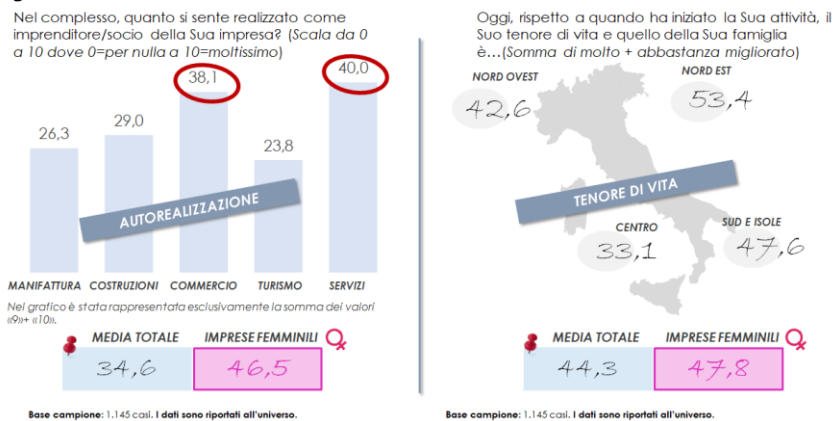 Nel complesso, quanto si sente realizzato come
imprenditore/socio della Sua impresa? (Scala da 0
a 10 dove 0=per nulla a 10=moltissimo)
26,3
29,0
38,1
23,8
40,0
AUTOREALIZZAZIONE
MANIFATTURA COSTRUZIONI COMMERCIO TURISMO SERVIZI
Nel grafico è stata rappresentata esclusivamente la somma dei valori
«9»+ «10».
MEDIA TOTALE IMPRESE FEMMINILI
34,6 46,5
Base campione: 1.145 casi. I dati sono riportati all'universo.
Oggi, rispetto a quando ha iniziato la Sua attività, il
Suo tenore di vita e quello della Sua famiglia
è…(Somma di molto + abbastanza migliorato)
NORD OVEST
42,6
NORD EST
53,4
TENORE DI VITA
CENTRO
33,1
SUD E ISOLE
47,6
MEDIA TOTALE IMPRESE FEMMINILI
44,3 47,8
Base campione: 1.145 casi. I dati sono riportati all'universo.